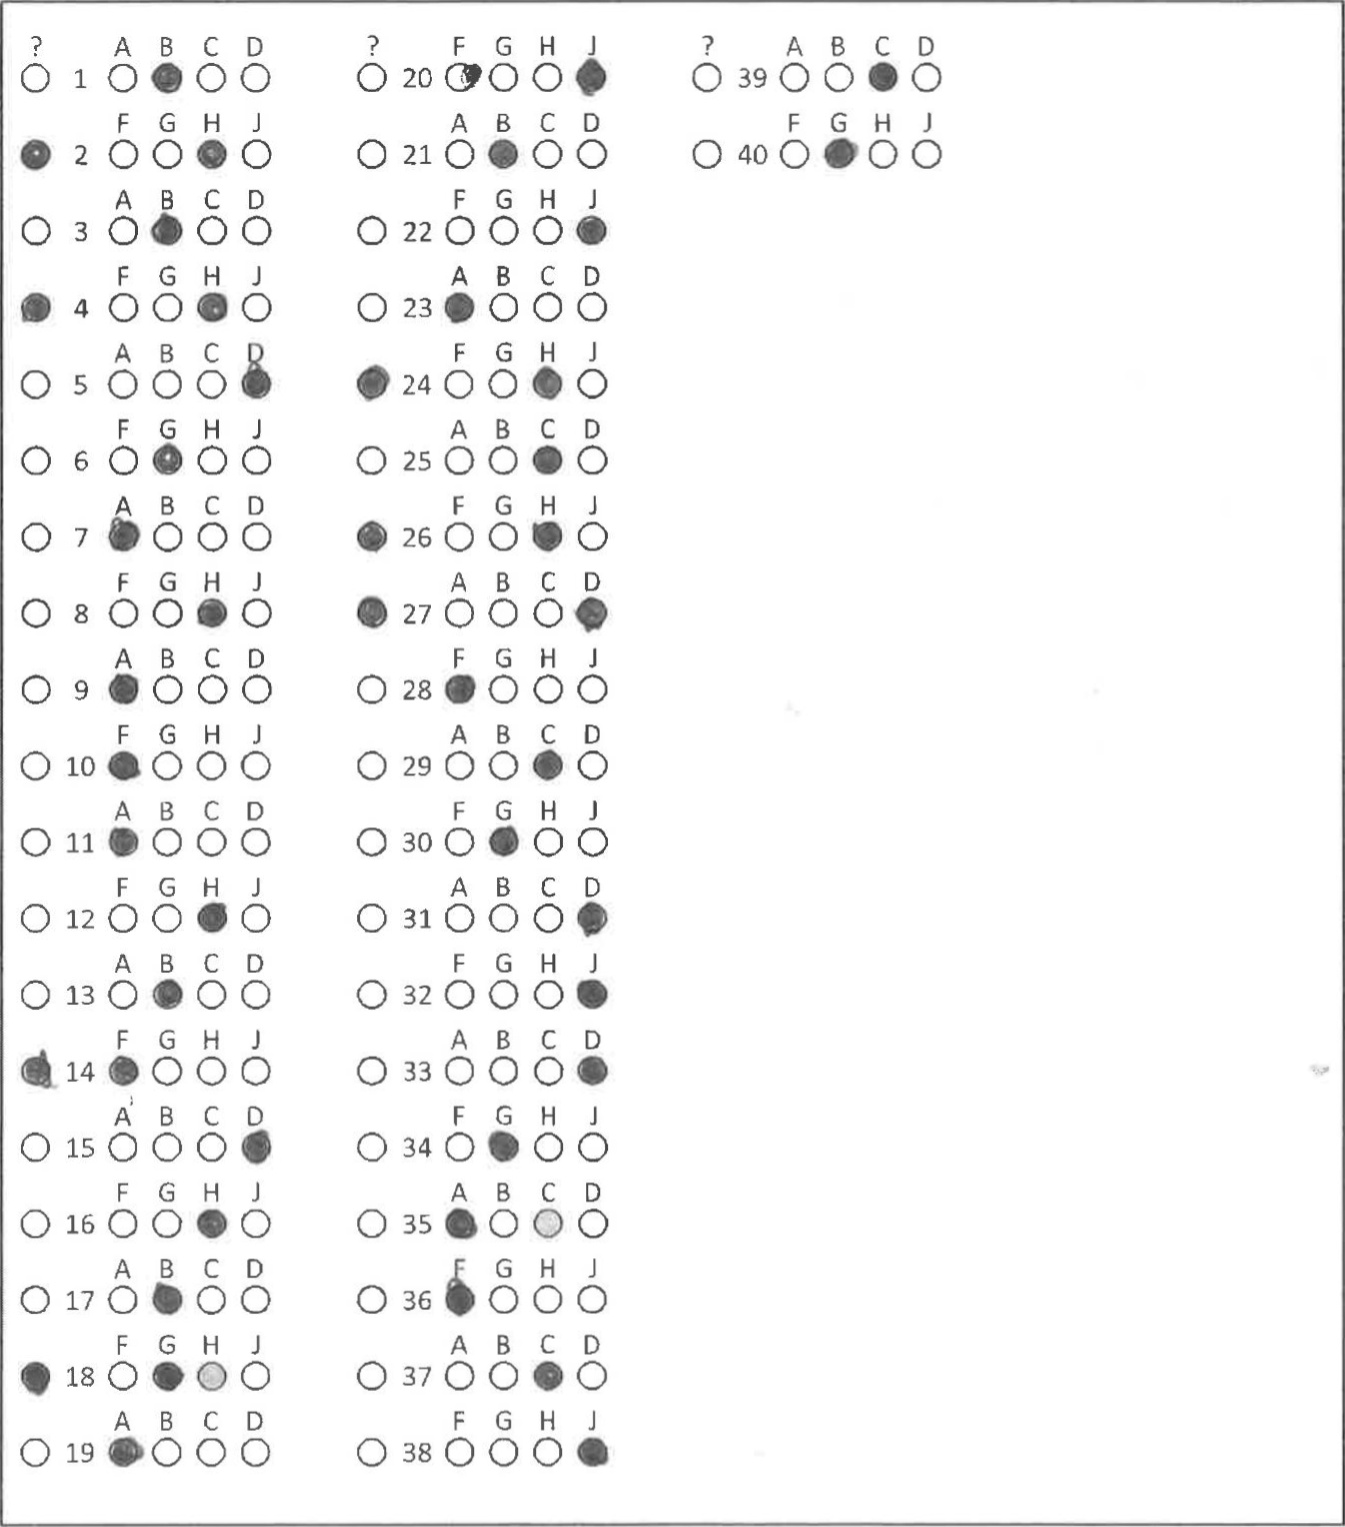 ? A B C D
1
F G H J
2
A B C D
3
F G H J
4
A B C D
5
F G H J
6
A B C D
7
F G H J
8
A B C D
9
F G H J
10
A B C D
11
F G H J
12
A B C D
13
F G H J
14
A B C D
15
F G H J
16
A B C D
17
F G H J
18
A B C D
19
? F G H J
20
A B C D
21
F G H J
22
A B C D
23
F G H J
24
A B C D
25
F G H J
26
A B C D
27
F G H J
28
A B C D
29
F G H J
30
A B C D
31
F G H J
32
A B C D
33
F G H J
34
A B C D
35
F G H J
36
A B C D
37
F G H J
38
? A B C D
39
F G H J
40